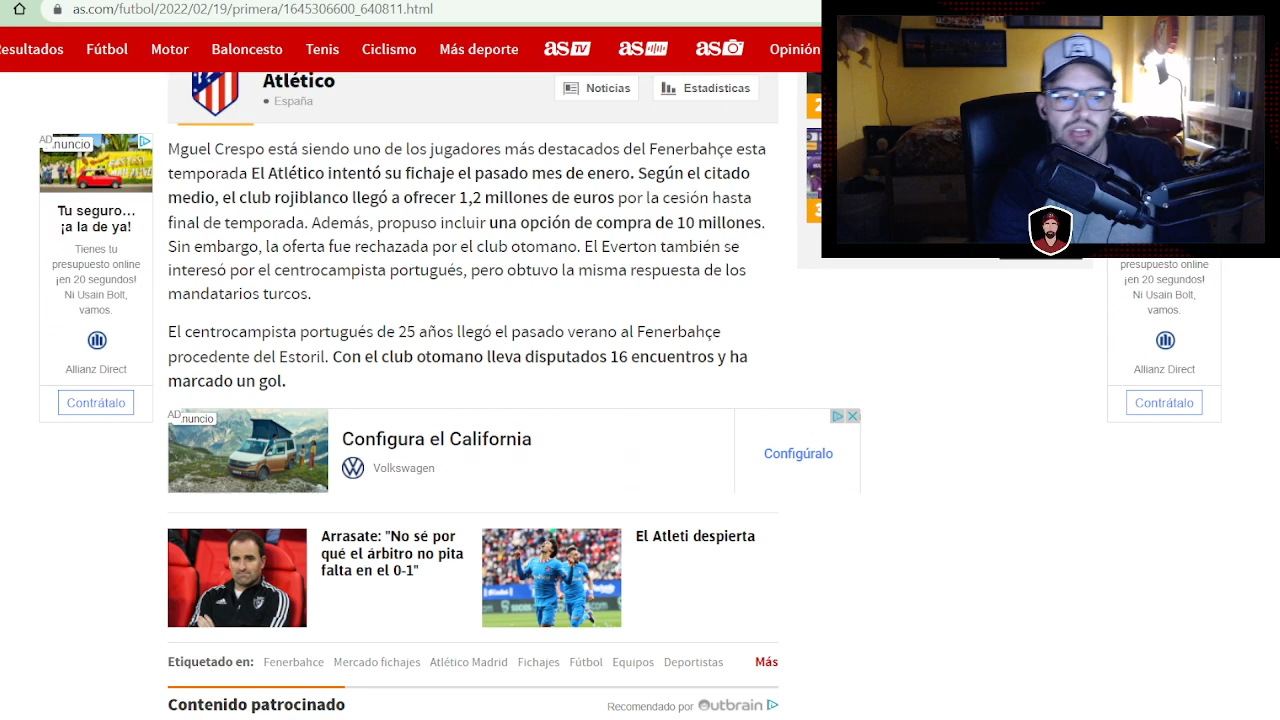 as.com/futbol/2022/02/19/primera/1645306600_640811.html
esultados Fútbol Motor Baloncesto Tenis Ciclismo Más deporte as TV as as Opinión
Atlético
España
Noticias Estadísticas
Mguel Crespo está siendo uno de los jugadores más destacados del Fenerbahçe esta
temporada El Atlético intentó su fichaje el pasado mes de enero. Según el citado
medio, el club rojiblanco llegó a ofrecer 1,2 millones de euros por la cesión hasta
final de temporada. Además, propuso incluir una opción de compra de 10 millones.
Sin embargo, la oferta fue rechazada por el club otomano. El Everton también se
interesó por el centrocampista portugués, pero obtuvo la misma respuesta de los
mandatarios turcos.
El centrocampista portugués de 25 años llegó el pasado verano al Fenerbahçe
procedente del Estoril. Con el club otomano lleva disputados 16 encuentros y ha
marcado un gol.
AD
nuncio
Tu seguro...
¡a la de ya!
Tienes tu
presupuesto online
¡en 20 segundos!
Ni Usain Bolt,
vamos.
Allianz Direct
Contrátalo
2
3
presupuesto online
¡en 20 segundos!
Ni Usain Bolt,
vamos.
Allianz Direct
Contrátalo
AD
nuncio
Configura el California
Volkswagen
Configúralo
Arrasate: "No sé por
qué el árbitro no pita
falta en el 0-1"
El Atleti despierta
Etiquetado en: Fenerbahce Mercado fichajes Atlético Madrid Fichajes Fútbol Equipos Deportistas Más
Contenido patrocinado
Recomendado por Outbrain